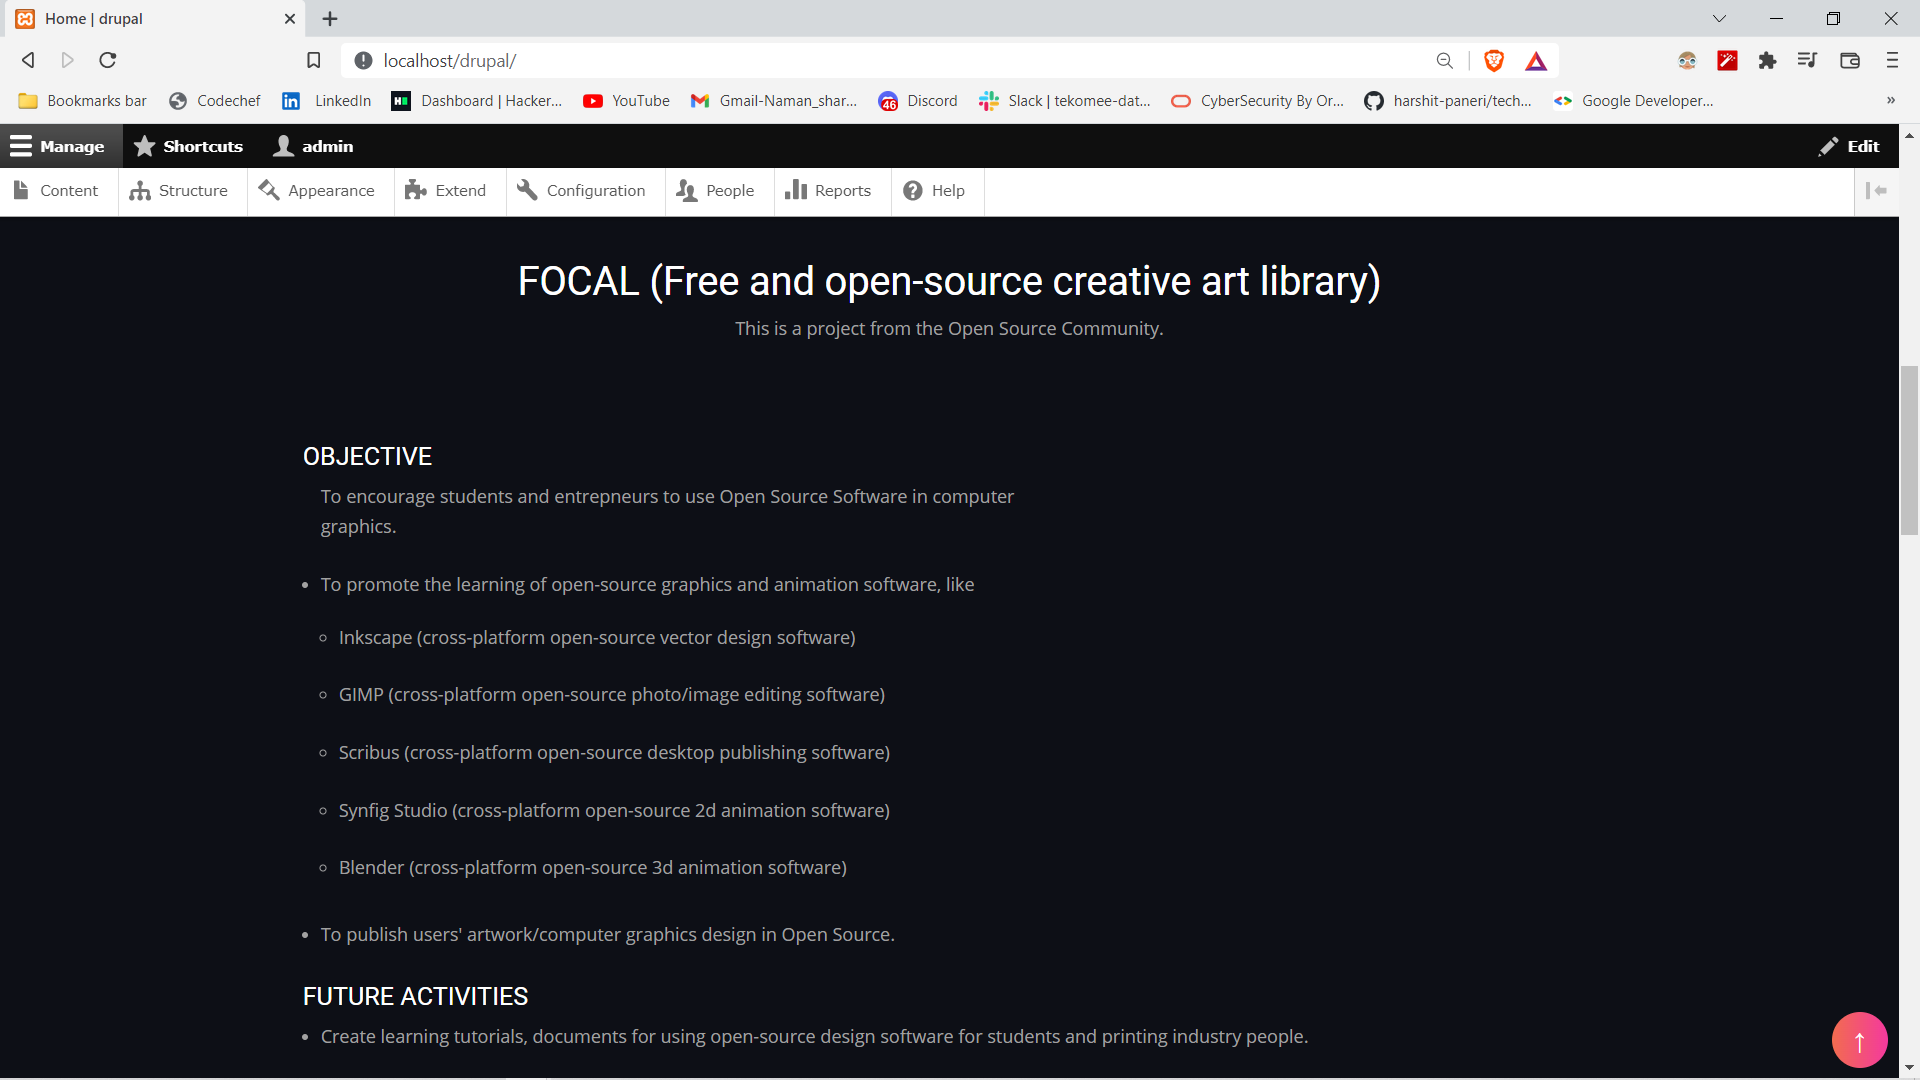 Home | drupal
localhost/drupal/
Bookmarks bar Codechef LinkedIn Dashboard | Hacker... YouTube Gmail-Naman_shar... 46 Discord Slack | tekomee-dat... CyberSecurity By Or... harshit-paneri/tech... Google Developer... »
Manage Shortcuts admin Edit
Content Structure Appearance Extend Configuration People Reports Help
FOCAL (Free and open-source creative art library)
This is a project from the Open Source Community.
OBJECTIVE
To encourage students and entrepneurs to use Open Source Software in computer
graphics.
• To promote the learning of open-source graphics and animation software, like
◦ Inkscape (cross-platform open-source vector design software)
◦ GIMP (cross-platform open-source photo/image editing software)
◦ Scribus (cross-platform open-source desktop publishing software)
◦ Synfig Studio (cross-platform open-source 2d animation software)
◦ Blender (cross-platform open-source 3d animation software)
• To publish users' artwork/computer graphics design in Open Source.
FUTURE ACTIVITIES
• Create learning tutorials, documents for using open-source design software for students and printing industry people.